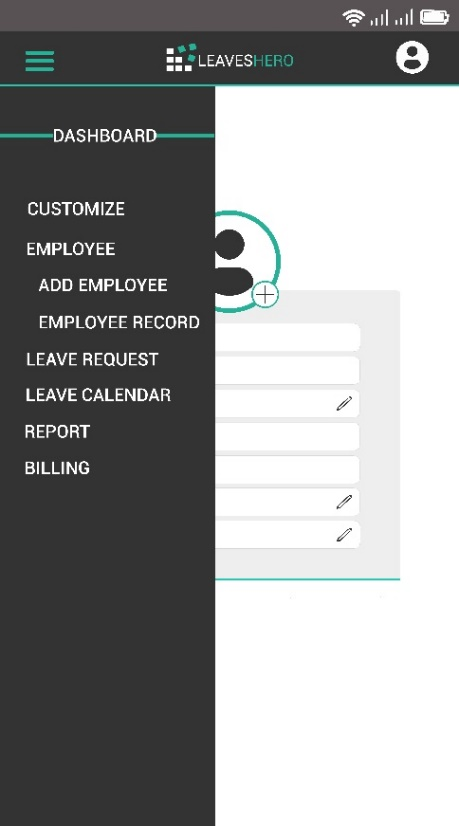 LEAVESHERO
DASHBOARD
CUSTOMIZE
EMPLOYEE
ADD EMPLOYEE
EMPLOYEE RECORD
LEAVE REQUEST
LEAVE CALENDAR
REPORT
BILLING